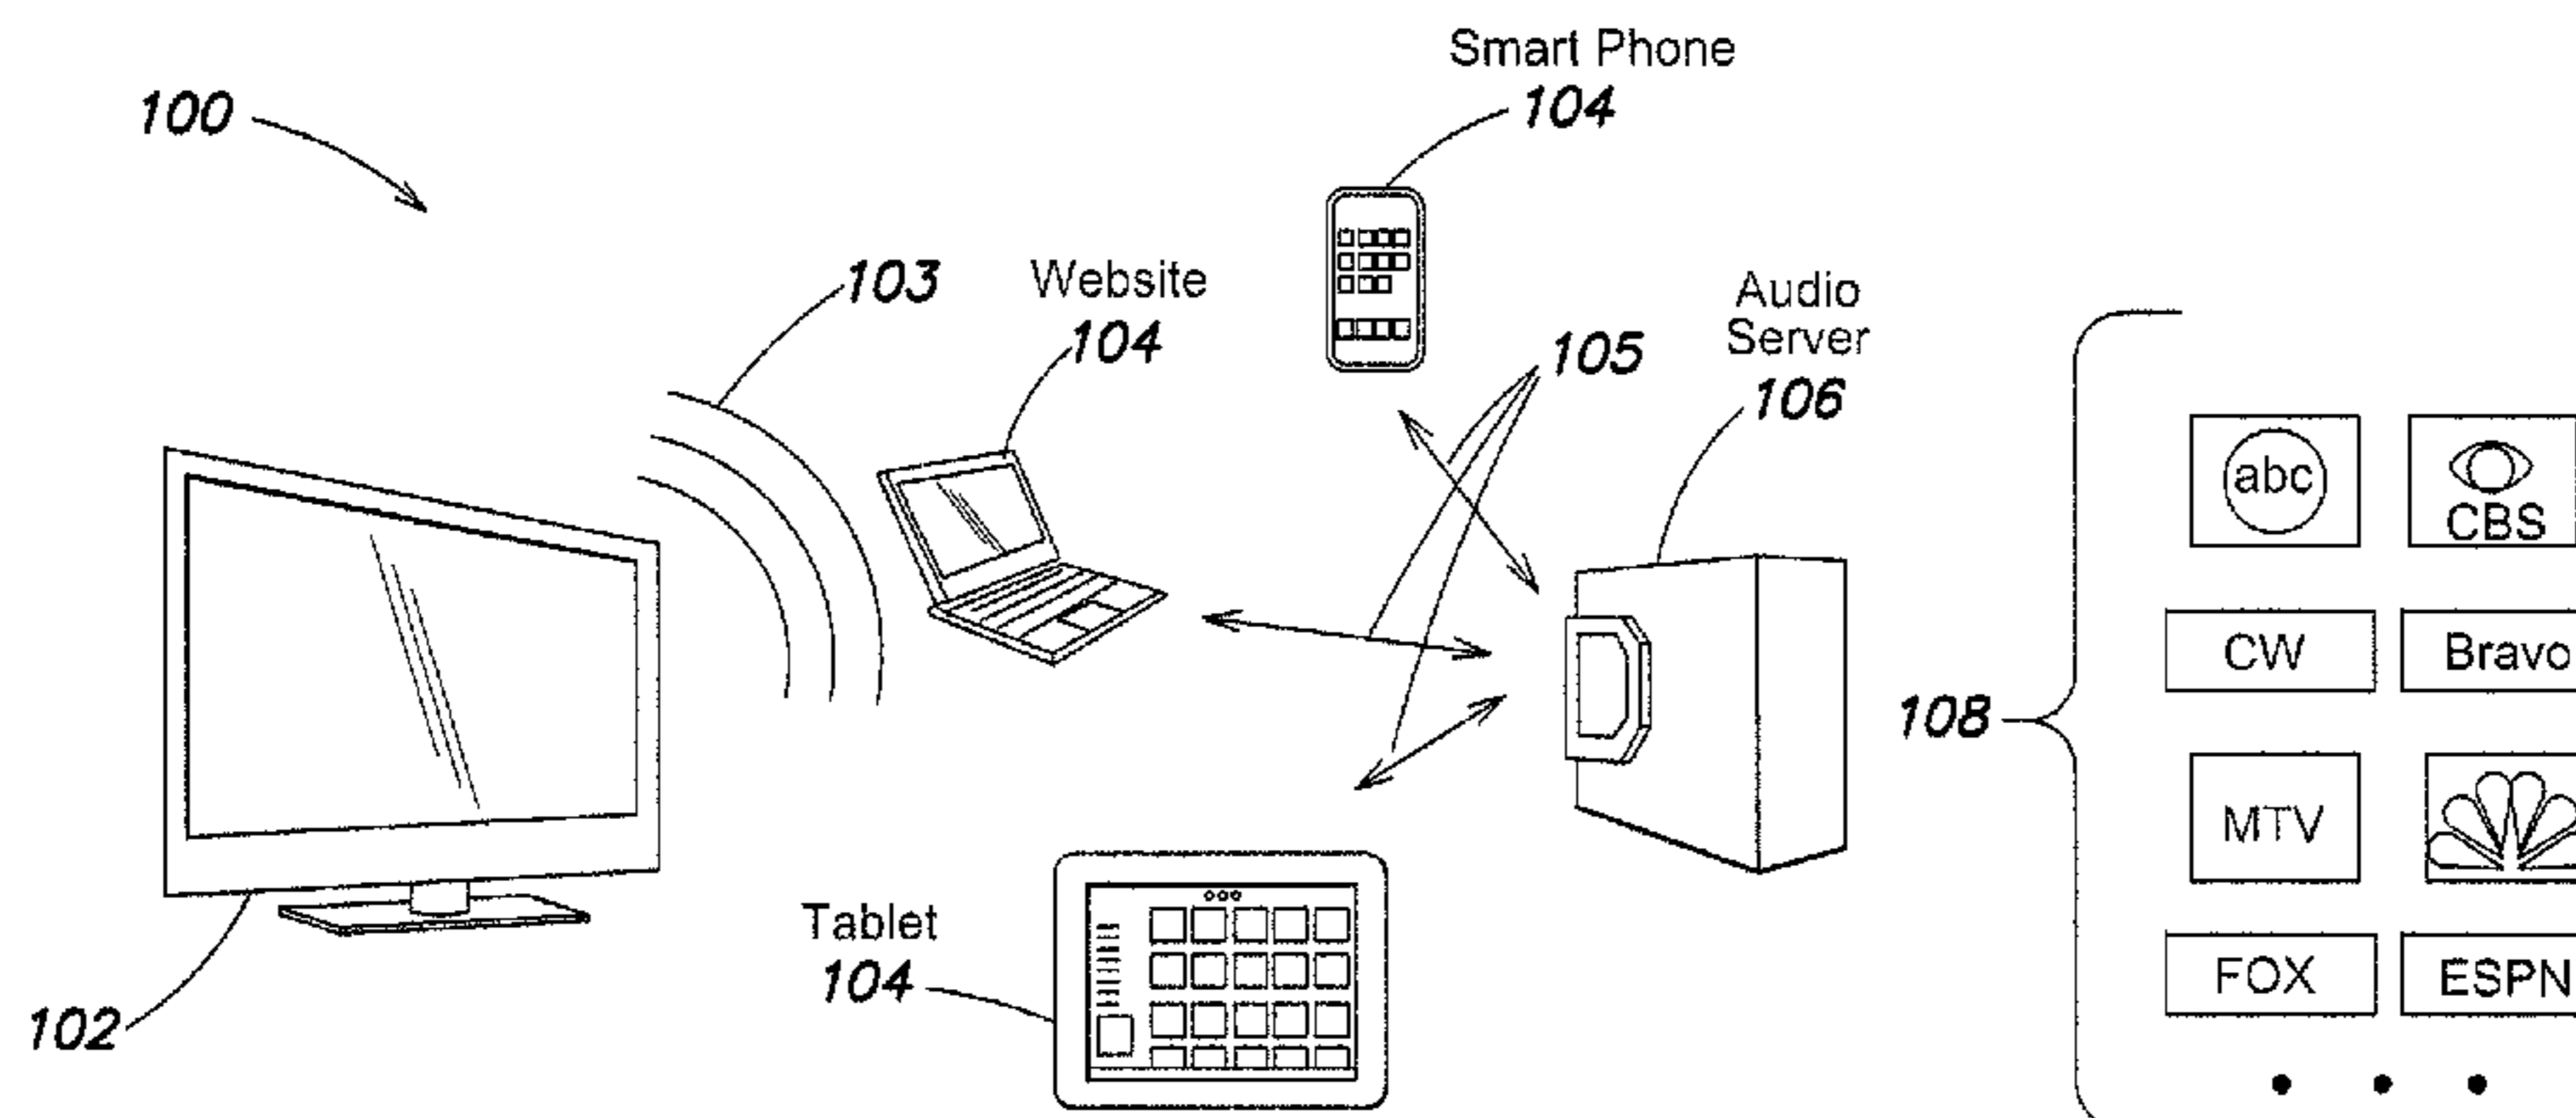 Smart Phone
104
100
103
Website
104
105
Audio
Server
106
abc
CBS
CW
Bravo
108
MTV
Tablet
104
FOX
ESPN
102